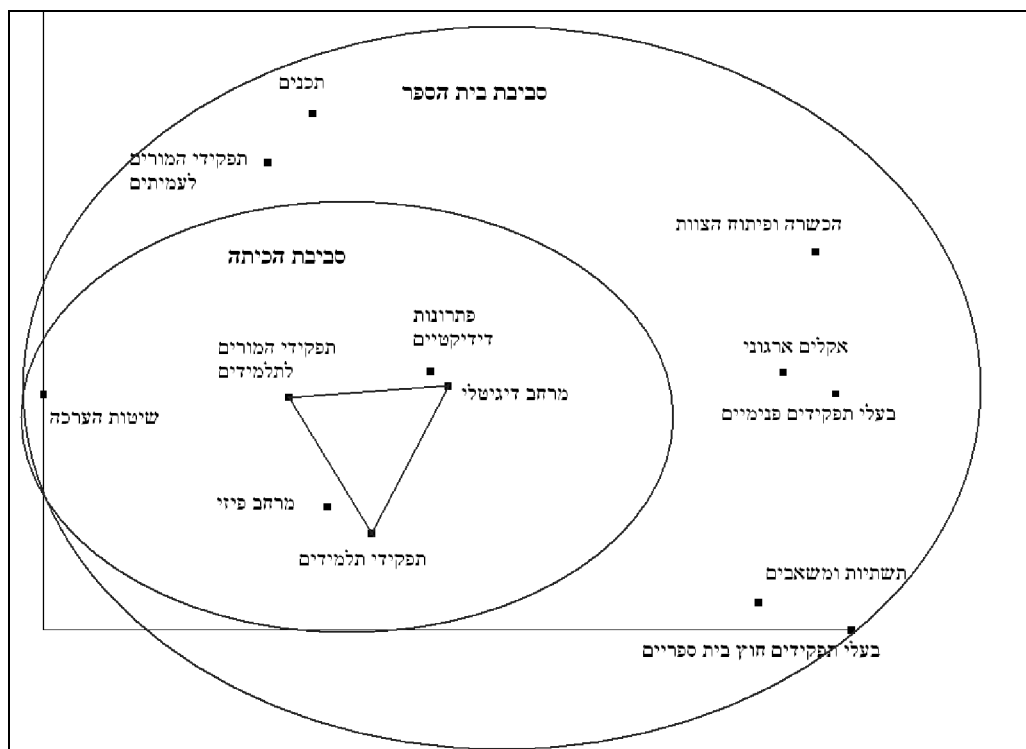 תכנים
סביבת בית הספר
תפקידי המורים
לעמיתים
הכשרה ופיתוח הצוות
סביבת הכיתה
פתרונות
דידיקטיים
תפקידי המורים
לתלמידים
אקלים ארגוני
מרחב דיגיטלי
בעלי תפקידים פנימיים
שיטות הערכה
מרחב פיזי
תפקידי תלמידים
תשתיות ומשאבים
בעלי תפקידים חוץ בית ספריים